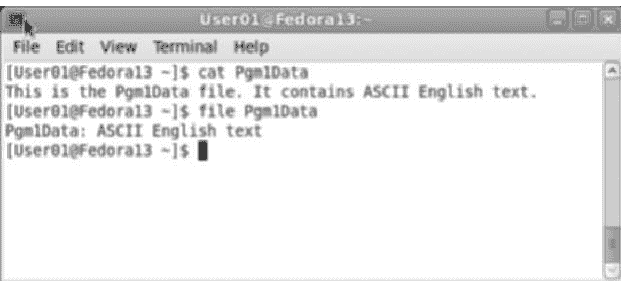 User01@Fedora13:~
File Edit View Terminal Help
[User01@Fedora13 ~]$ cat Pgm1Data
This is the Pgm1Data file. It contains ASCII English text.
[User01@Fedora13 ~]$ file Pgm1Data
Pgm1Data: ASCII English text
[User01@Fedora13 ~]$